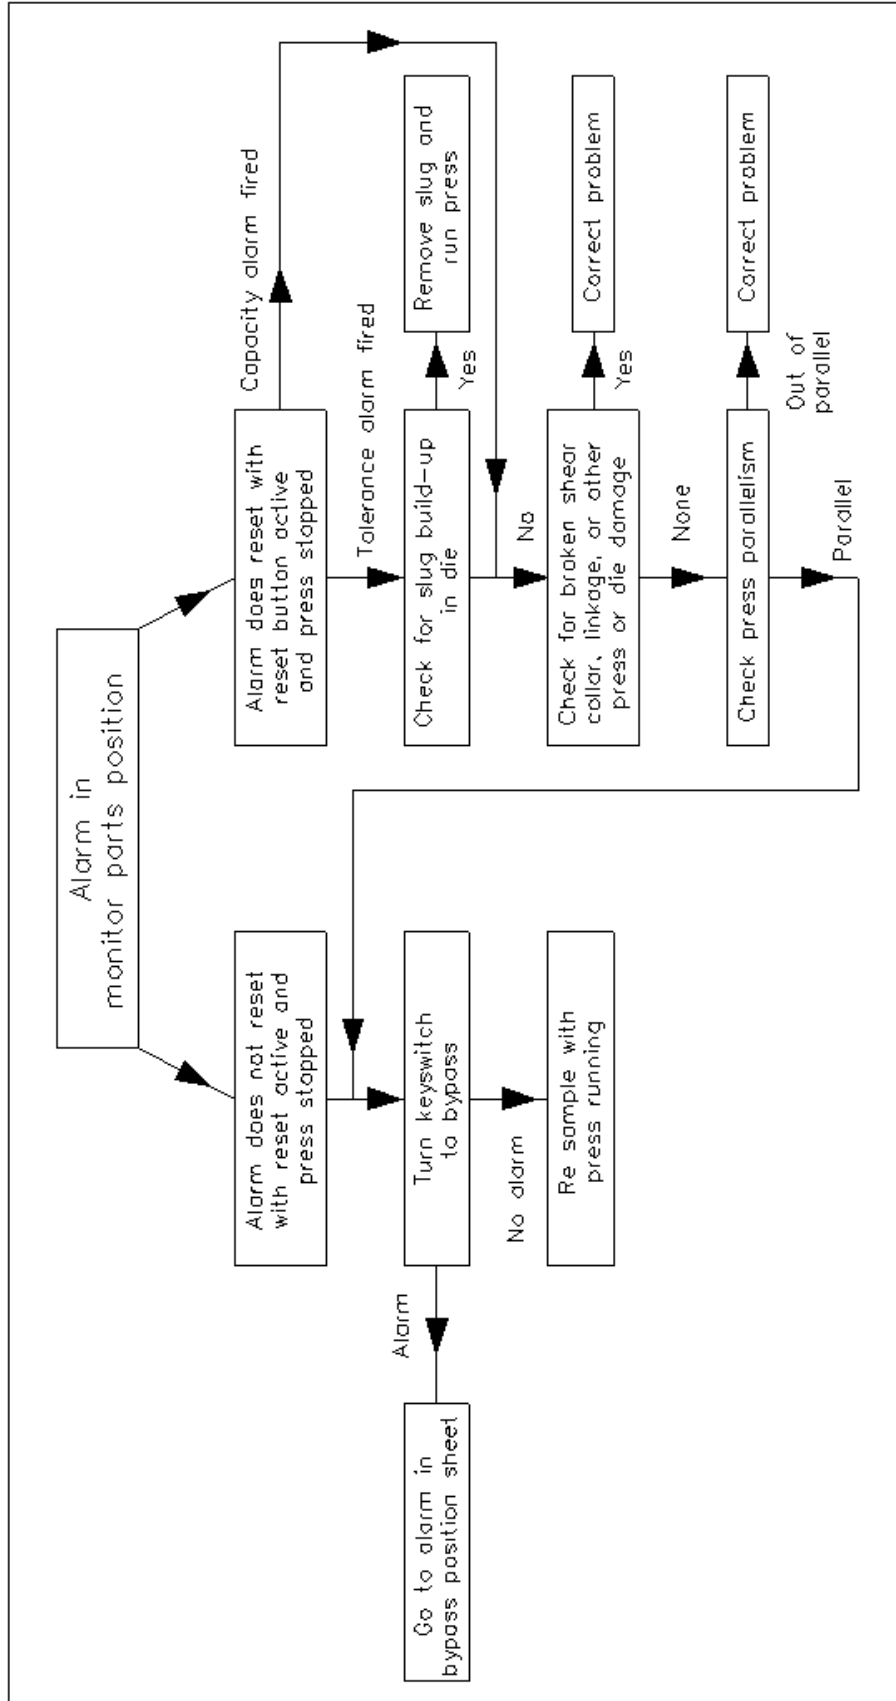 Alarm in
monitor parts position
Alarm does not reset
with reset active and
press stopped
Alarm does reset with
reset button active
and press stopped
Capacity alarm fired
Tolerance alarm fired
Go to alarm in
bypass position sheet
Alarm
Turn keyswitch
to bypass
Check for slug build-up
in die
Yes
Remove slug and
run press
No alarm
No
Re sample with
press running
Check for broken shear
collar, linkage, or other
press or die damage
Yes
Correct problem
None
Check press parallelism
Out of
parallel
Correct problem
Parallel